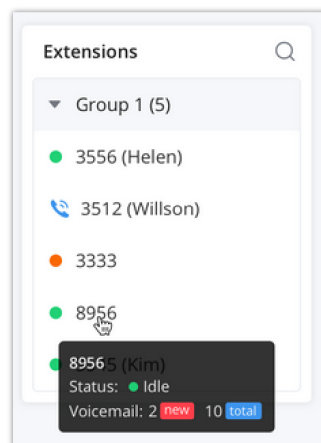 Extensions
Group 1 (5)
3556 (Helen)
3512 (Willson)
3333
8956
(Kim)
8956
Status: Idle
Voicemail: 2 new 10 total